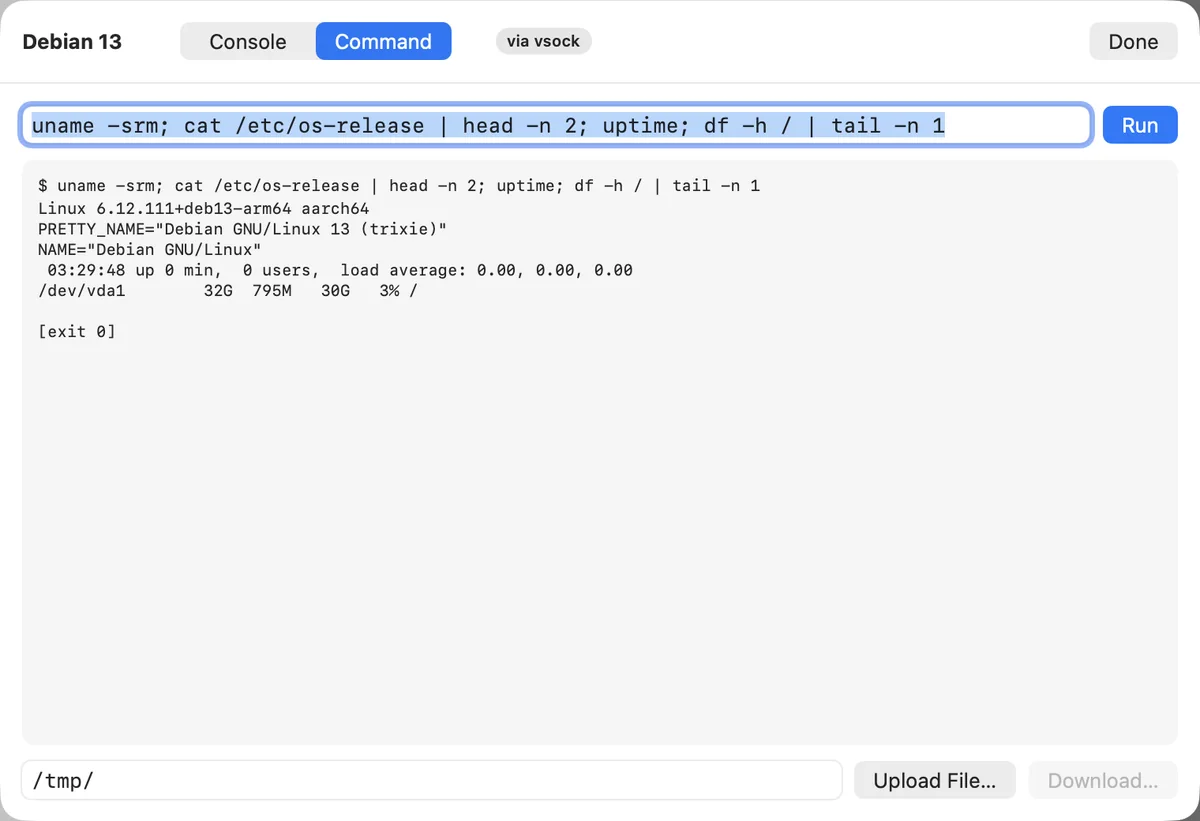 Debian 13
Console
Command
via vsock
Done
uname -srm; cat /etc/os-release | head -n 2; uptime; df -h / | tail -n 1
Run
$ uname -srm; cat /etc/os-release | head -n 2; uptime; df -h / | tail -n 1
Linux 6.12.111+deb13-arm64 aarch64
PRETTY_NAME="Debian GNU/Linux 13 (trixie)"
NAME="Debian GNU/Linux"
 03:29:48 up 0 min,  0 users,  load average: 0.00, 0.00, 0.00
/dev/vda1        32G  795M   30G   3% /
[exit 0]
/tmp/
Upload File...
Download...